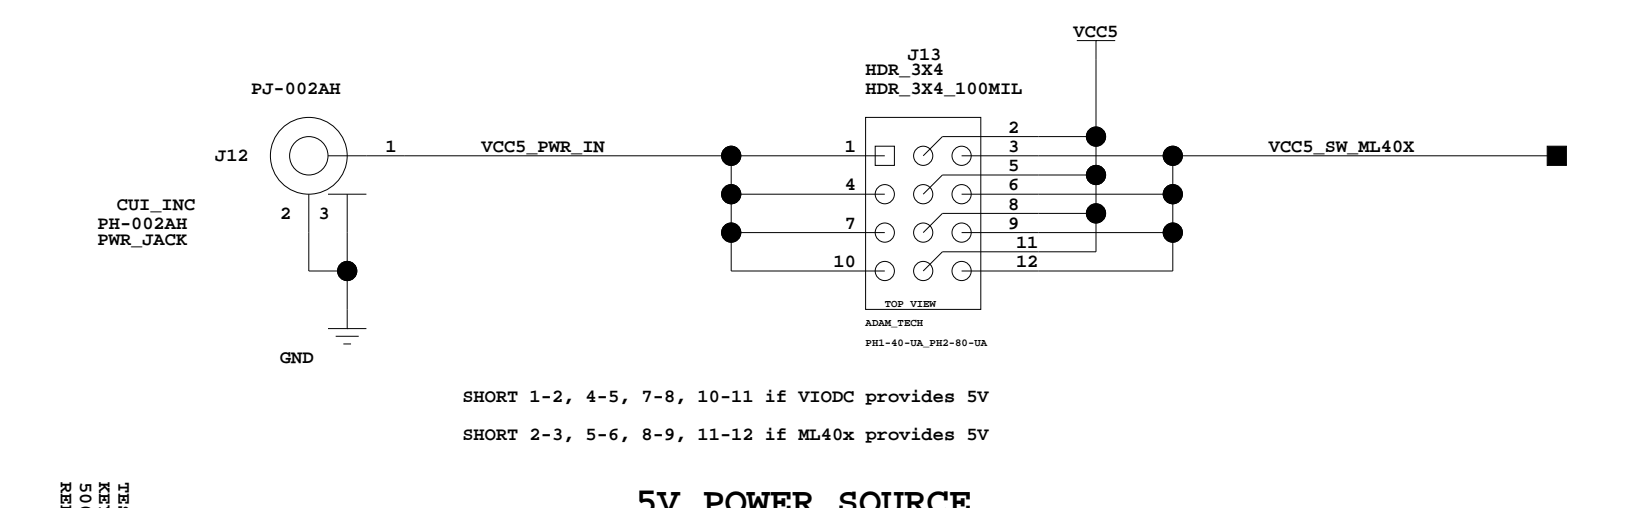 VCC5
J13
HDR_3X4
HDR_3X4_100MIL
PJ-002AH
J12
1
VCC5_PWR_IN
1
2
3
VCC5_SW_ML40X
4
5
6
CUI_INC
PH-002AH
PWR_JACK
2 3
7
8
9
10
11
12
TOP VIEW
ADAM_TECH
PH1-40-UA_PH2-80-UA
GND
SHORT 1-2, 4-5, 7-8, 10-11 if VIODC provides 5V
SHORT 2-3, 5-6, 8-9, 11-12 if ML40x provides 5V
5V POWER SOURCE